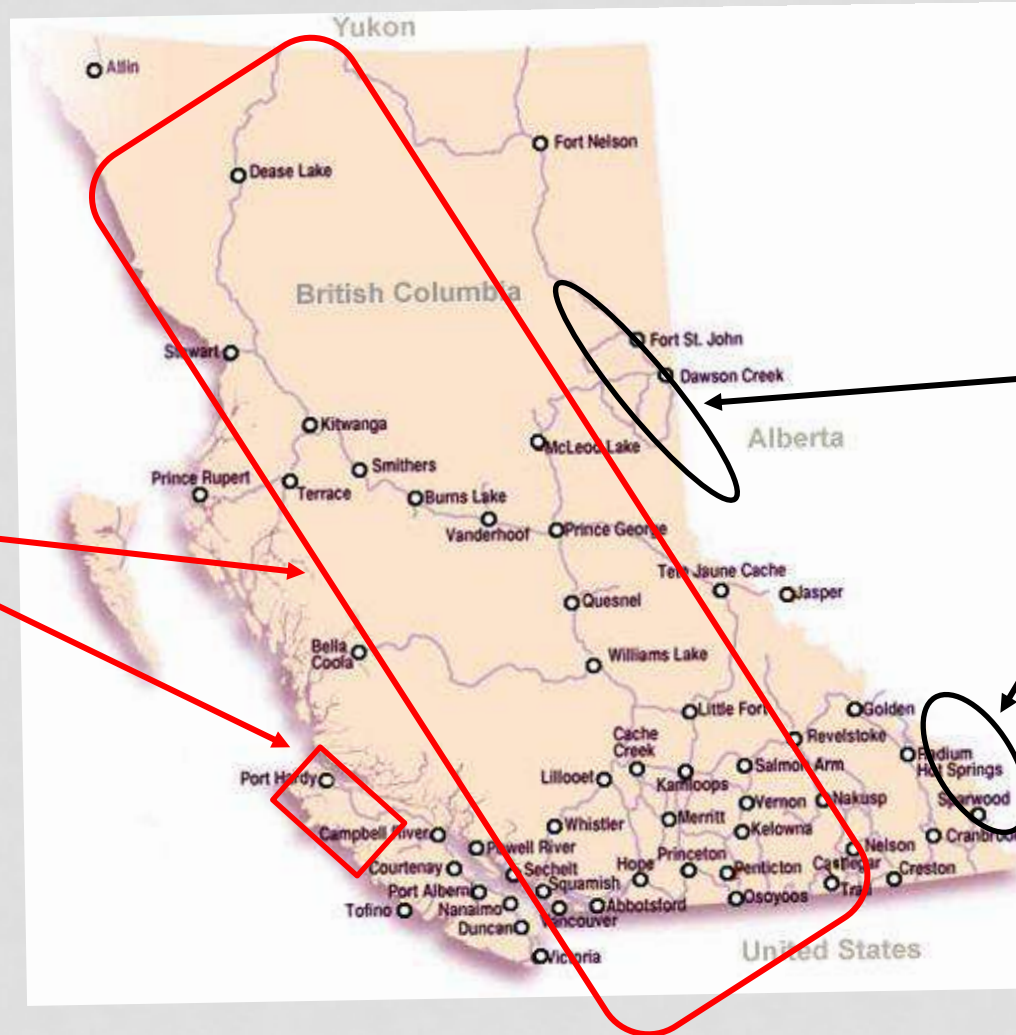 Yukon
Atlin
Fort Nelson
Dease Lake
British Columbia
Fort St. John
Stewart
Dawson Creek
Kitwanga
McLeod Lake
Alberta
Smithers
Prince Rupert
Terrace
Burns Lake
Vanderhoof
Prince George
Tete Jaune Cache
Jasper
Quesnel
Bella
Coola
Williams Lake
Little Fort
Golden
Cache
Creek
Revelstoke
Radium
Hot Springs
Port Hardy
Lillooet
Kamloops
Salmon Arm
Sparwood
Vernon
Nakusp
Merritt
Whistler
Campbell River
Kelowna
Cranbrook
Powell River
Nelson
Princeton
Hope
Courtenay
Sechelt
Penticton
Castlegar
Creston
Squamish
Port Alberni
Trail
Tofino
Nanaimo
Abbotsford
Osoyoos
Vancouver
Duncan
Victoria
United States